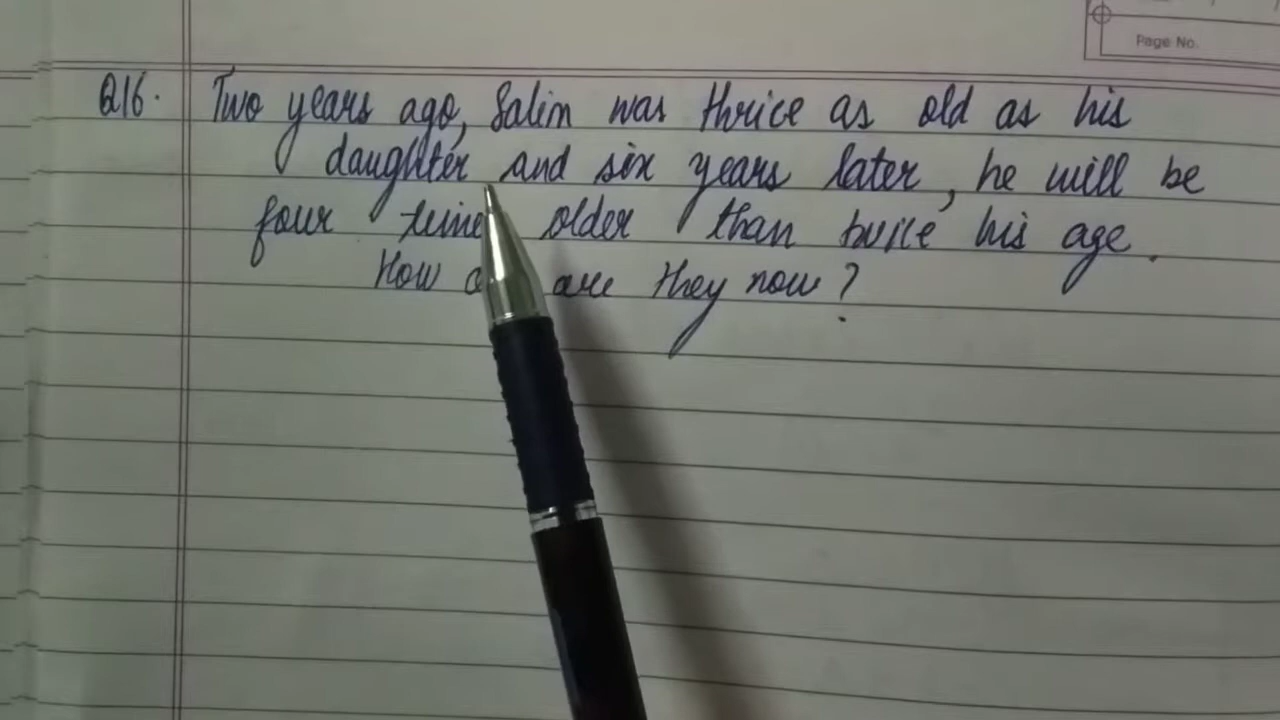 Page No.
Q16. Two years ago, Salim was thrice as old as his
daughter and six years later, he will be
four time older than twice his age.
How are they now?